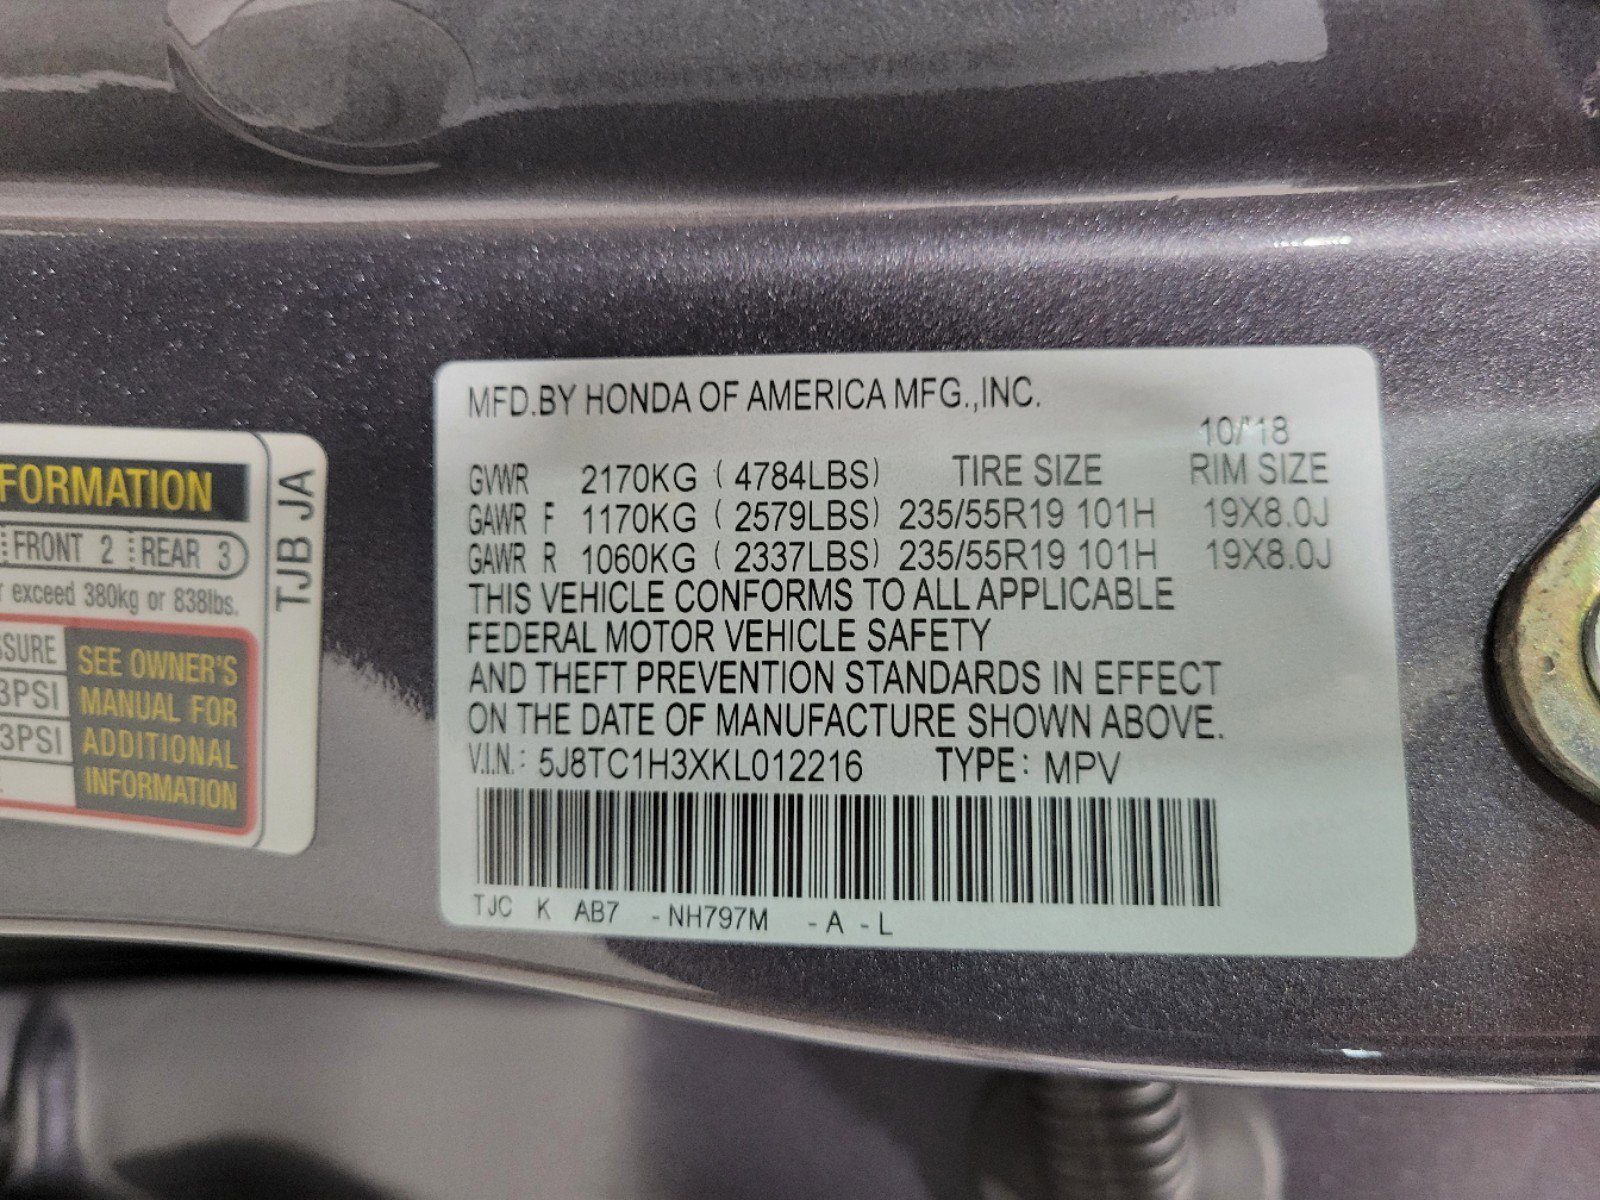 FORMATION
FRONT 2 REAR 3
exceed 380kg or 838lbs.
SSURE
3PSI
3PSI
SEE OWNER'S
MANUAL FOR
ADDITIONAL
INFORMATION
TJB JA
MFD.BY HONDA OF AMERICA MFG.,INC.
10/'18
GVWR 2170KG ( 4784LBS) TIRE SIZE RIM SIZE
GAWR F 1170KG ( 2579LBS) 235/55R19 101H 19X8.0J
GAWR R 1060KG ( 2337LBS) 235/55R19 101H 19X8.0J
THIS VEHICLE CONFORMS TO ALL APPLICABLE
FEDERAL MOTOR VEHICLE SAFETY
AND THEFT PREVENTION STANDARDS IN EFFECT
ON THE DATE OF MANUFACTURE SHOWN ABOVE.
V.I.N.: 5J8TC1H3XKL012216 TYPE: MPV
TJC K AB7 -NH797M -A -L